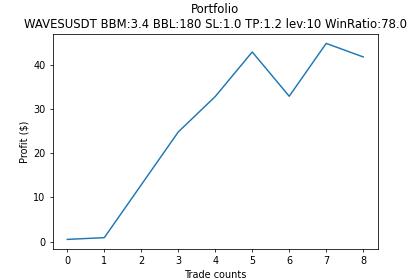 Portfolio
WAVESUSDT BBM:3.4 BBL:180 SL:1.0 TP:1.2 lev:10 WinRatio:78.0
40
30
20
10
0
Profit ($)
0 1 2 3 4 5 6 7 8
Trade counts